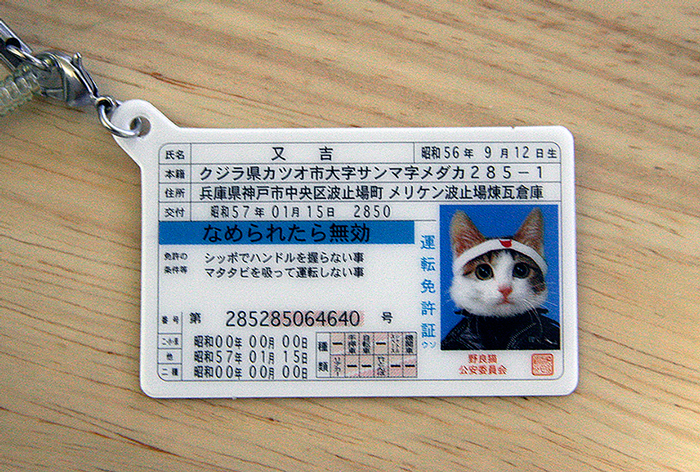 氏名 又吉 昭和56年 9月12日生
本籍 クジラ県カツオ市大字サンマ字メダカ285-1
住所 兵庫県神戸市中央区波止場町 メリケン波止場煉瓦倉庫
交付 昭和57年 01月15日 2850
なめられたら無効
免許の条件等
シッポでハンドルを握らない事
マタタビを吸って運転しない事
運転免許証
番号 第 285285064640 号
二・小・原 昭和00年 00月 00日
他 昭和57年 01月 15日
二種 昭和00年 00月 00日
種類
野良猫
公安委員会